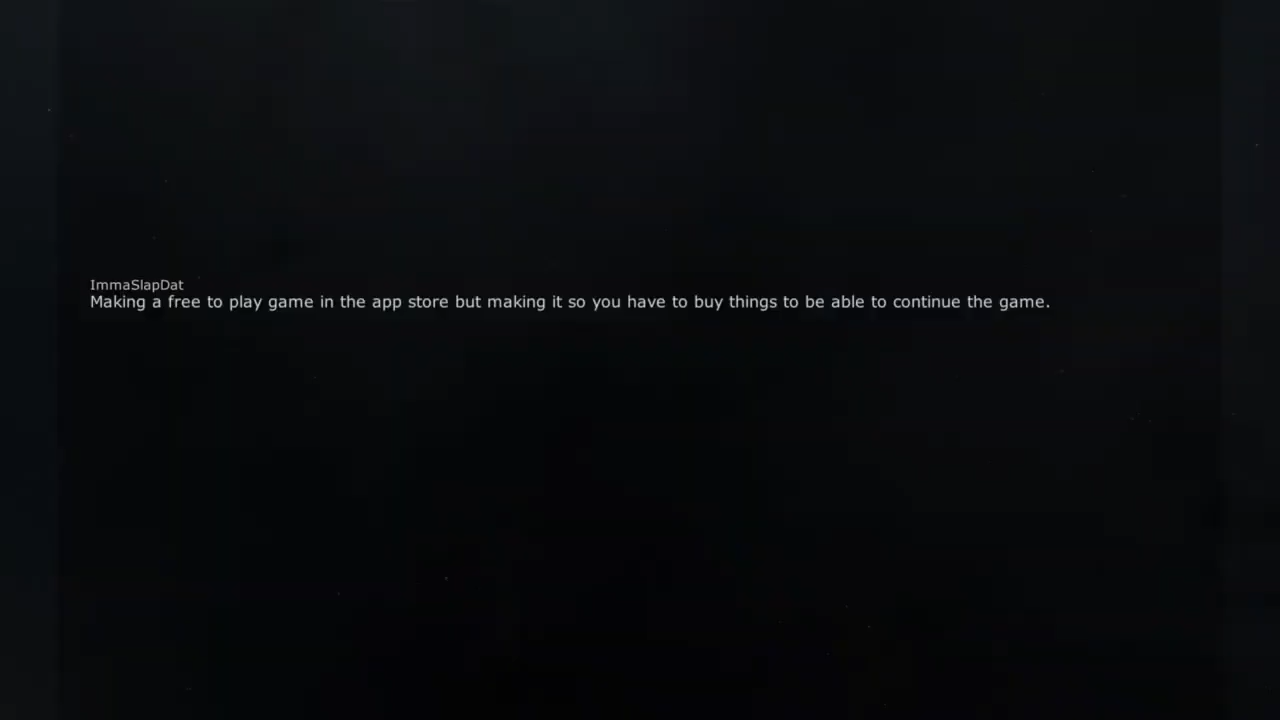 ImmaSlapDat
Making a free to play game in the app store but making it so you have to buy things to be able to continue the game.